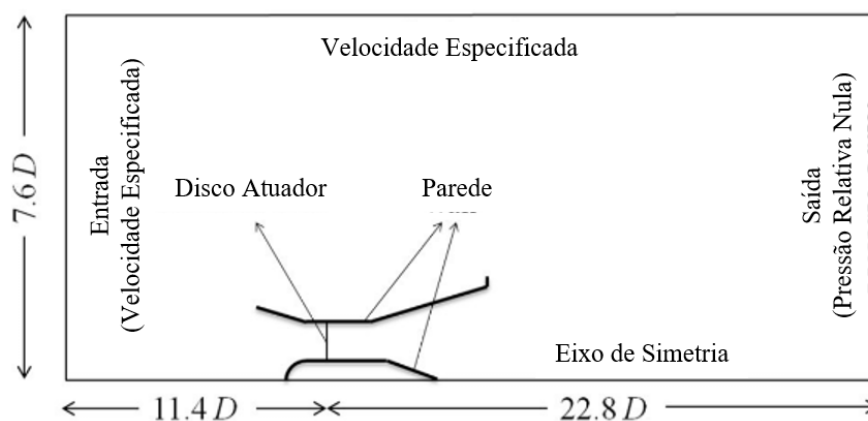 Velocidade Especificada
Entrada
(Velocidade Especificada)
7.6 D
Disco Atuador
Parede
Saída
(Pressão Relativa Nula)
Eixo de Simetria
11.4 D
22.8 D